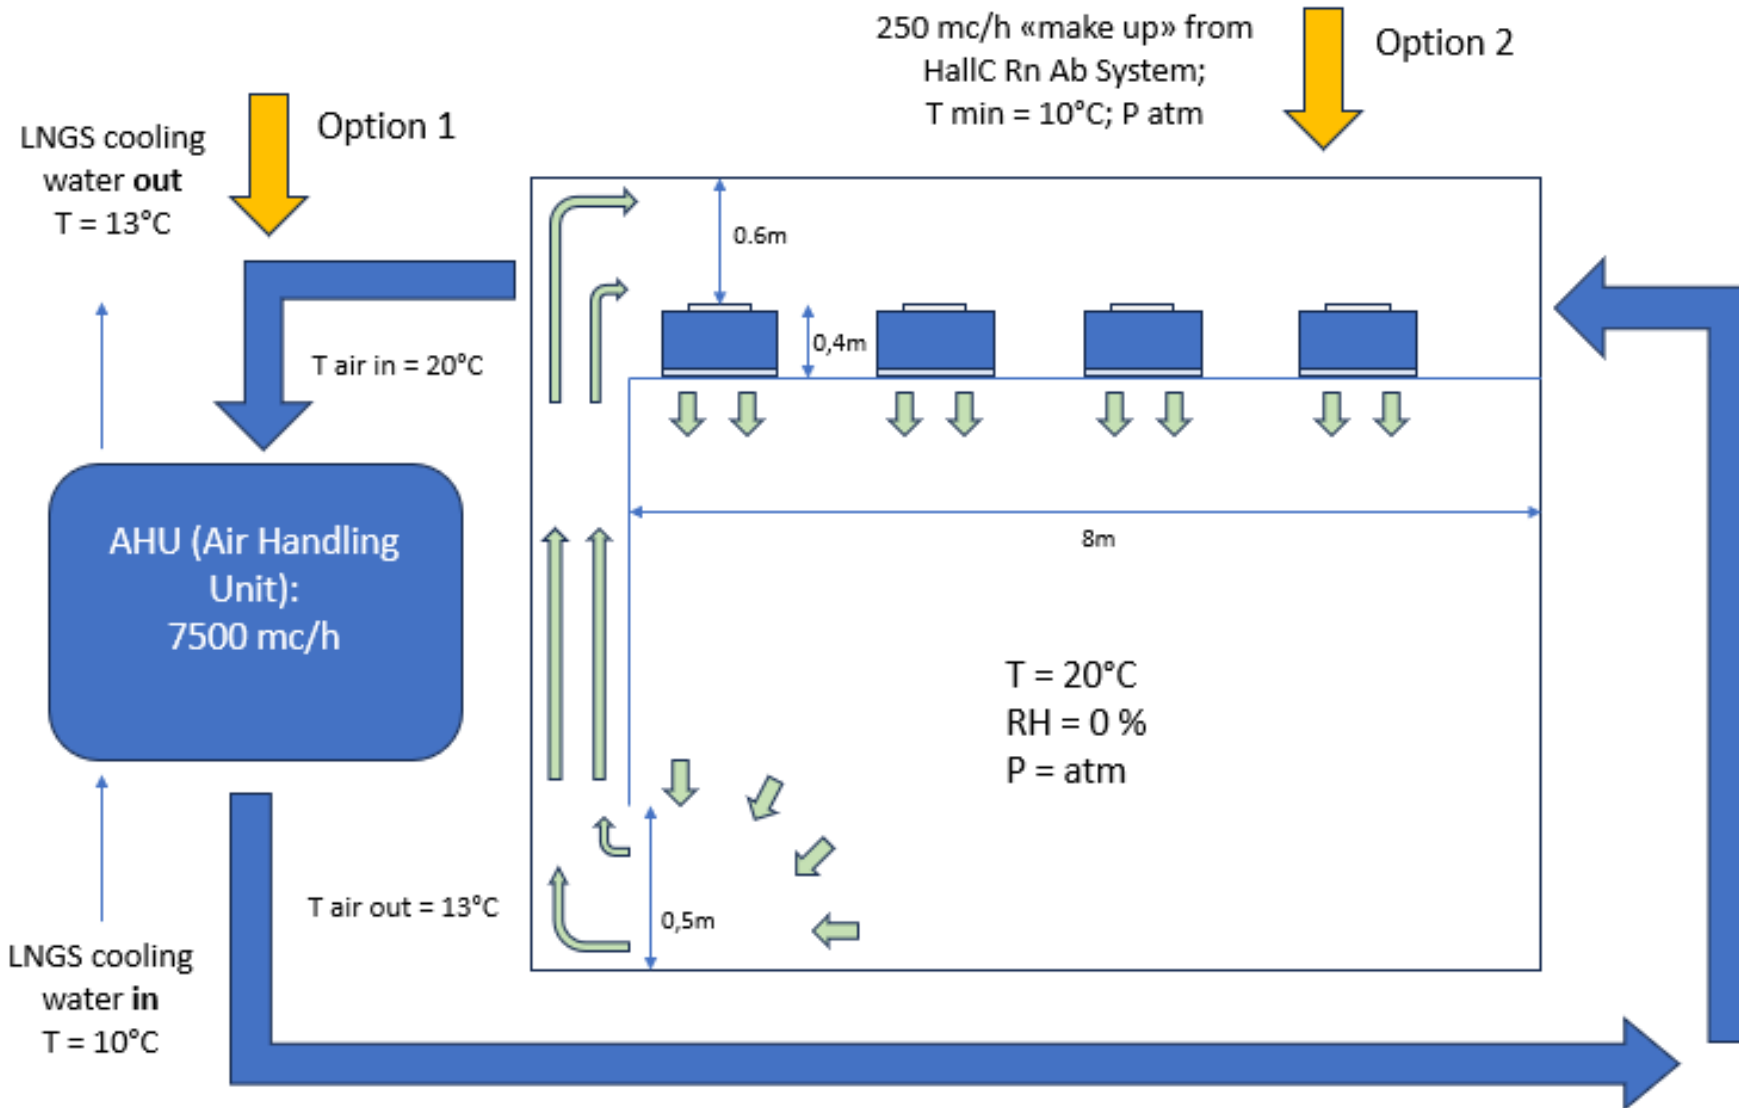 250 mc/h «make up» from
HallC Rn Ab System;
T min = 10°C; P atm
Option 2
Option 1
LNGS cooling
water out
T = 13°C
0.6m
0,4m
T air in = 20°C
8m
AHU (Air Handling
Unit):
7500 mc/h
T = 20°C
RH = 0 %
P = atm
T air out = 13°C
0,5m
LNGS cooling
water in
T = 10°C